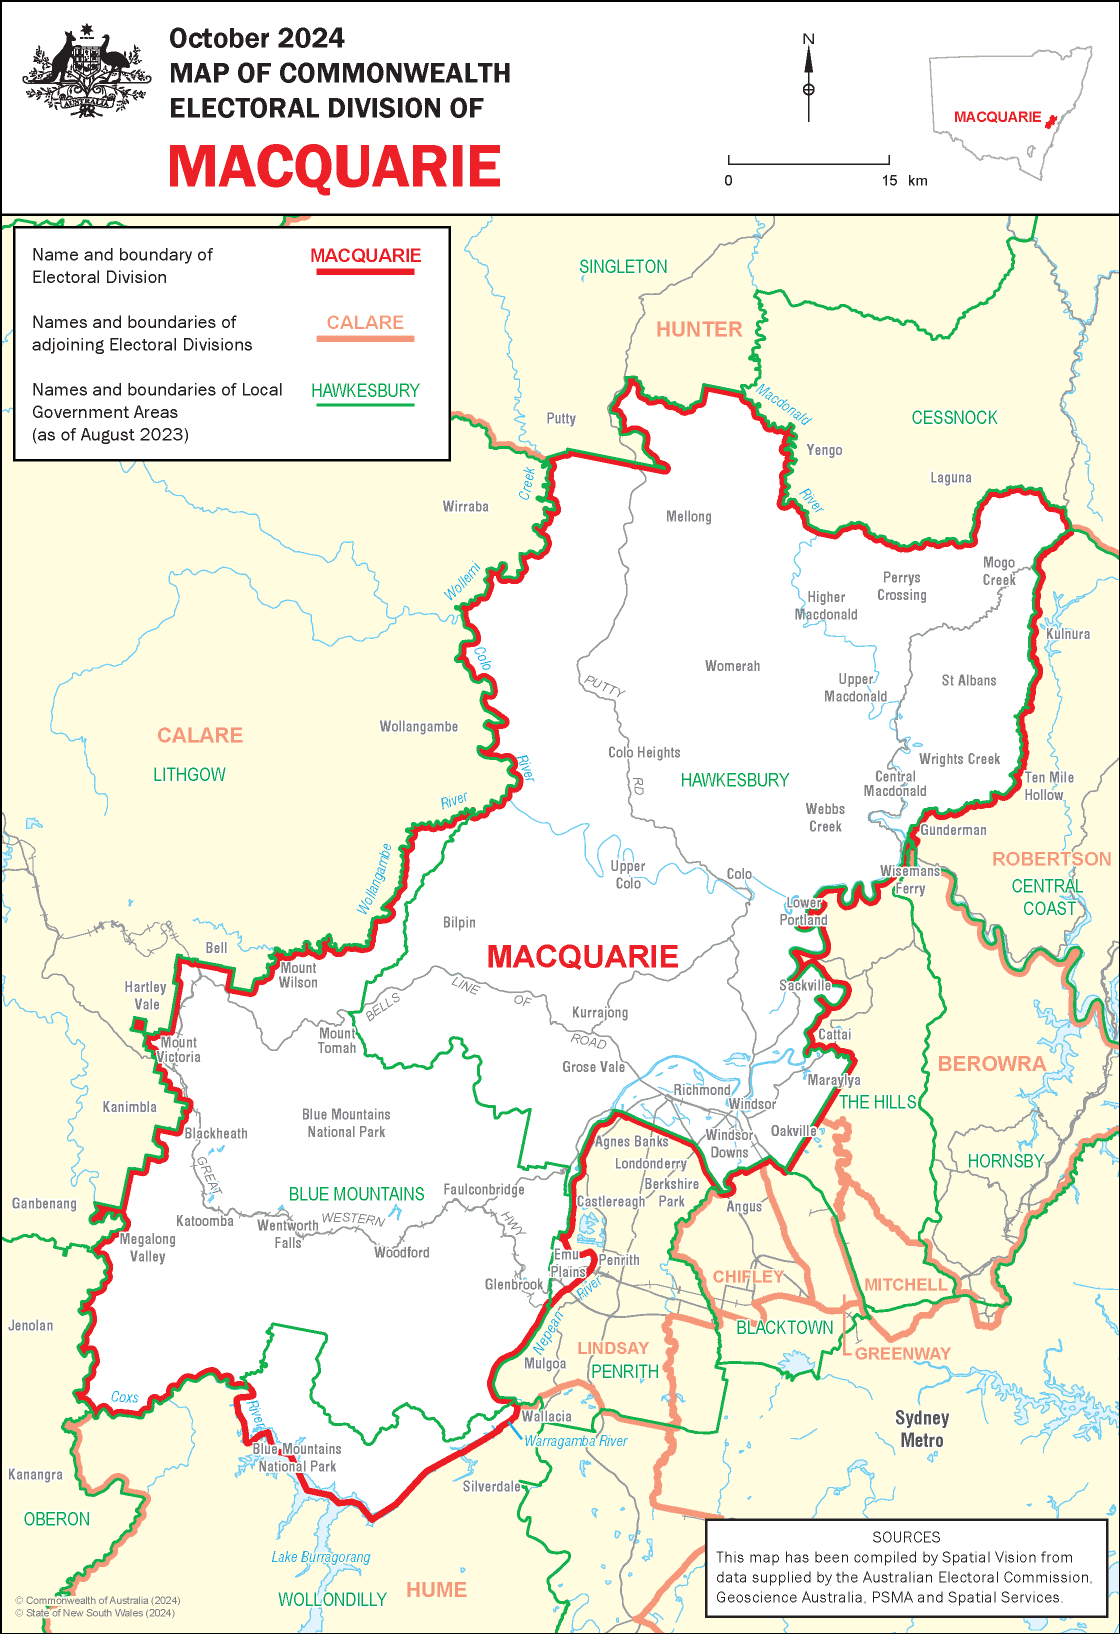 October 2024
MAP OF COMMONWEALTH
ELECTORAL DIVISION OF
MACQUARIE
AUSTRALIA
N
0 15 km
MACQUARIE
Name and boundary of
Electoral Division
MACQUARIE
Names and boundaries of
adjoining Electoral Divisions
CALARE
Names and boundaries of Local
Government Areas
(as of August 2023)
HAWKESBURY
SINGLETON
HUNTER
Macdonald
CESSNOCK
Putty
Yengo
Laguna
Creek
River
Wirraba
Mellong
Mogo
Creek
Wollemi
Perrys
Crossing
Higher
Macdonald
Kulnura
Colo
Womerah
PUTTY
Upper
Macdonald
St Albans
Wollangambe
CALARE
LITHGOW
Colo Heights
Wrights Creek
River
RD
HAWKESBURY
Central
Macdonald
Ten Mile
Hollow
River
Webbs
Creek
Gunderman
Wollangambe
Upper
Colo
Colo
Wisemans
Ferry
ROBERTSON
CENTRAL
COAST
Lower
Portland
Bilpin
Bell
MACQUARIE
Mount
Wilson
Hartley
Vale
BELLS
LINE
OF
ROAD
Sackville
Kurrajong
Mount
Victoria
Mount
Tomah
Cattai
Grose Vale
BEROWRA
Maraylya
Richmond
Windsor
THE HILLS
Kanimbla
Blue Mountains
National Park
Blackheath
Agnes Banks
Windsor
Downs
Oakville
Londonderry
HORNSBY
GREAT
Berkshire
Park
Ganbenang
BLUE MOUNTAINS
Faulconbridge
Castlereagh
Angus
Katoomba
Wentworth
Falls
WESTERN
HWY
Megalong
Valley
Woodford
Emu
Plains
Penrith
Glenbrook
River
CHIFLEY
MITCHELL
Jenolan
Nepean
BLACKTOWN
LINDSAY
GREENWAY
Mulgoa
PENRITH
Coxs
River
Wallacia
Sydney
Metro
Warragamba River
Blue Mountains
National Park
Kanangra
Silverdale
OBERON
Lake Burragorang
HUME
WOLLONDILLY
SOURCES
This map has been compiled by Spatial Vision from
data supplied by the Australian Electoral Commission,
Geoscience Australia, PSMA and Spatial Services.
© Commonwealth of Australia (2024)
© State of New South Wales (2024)